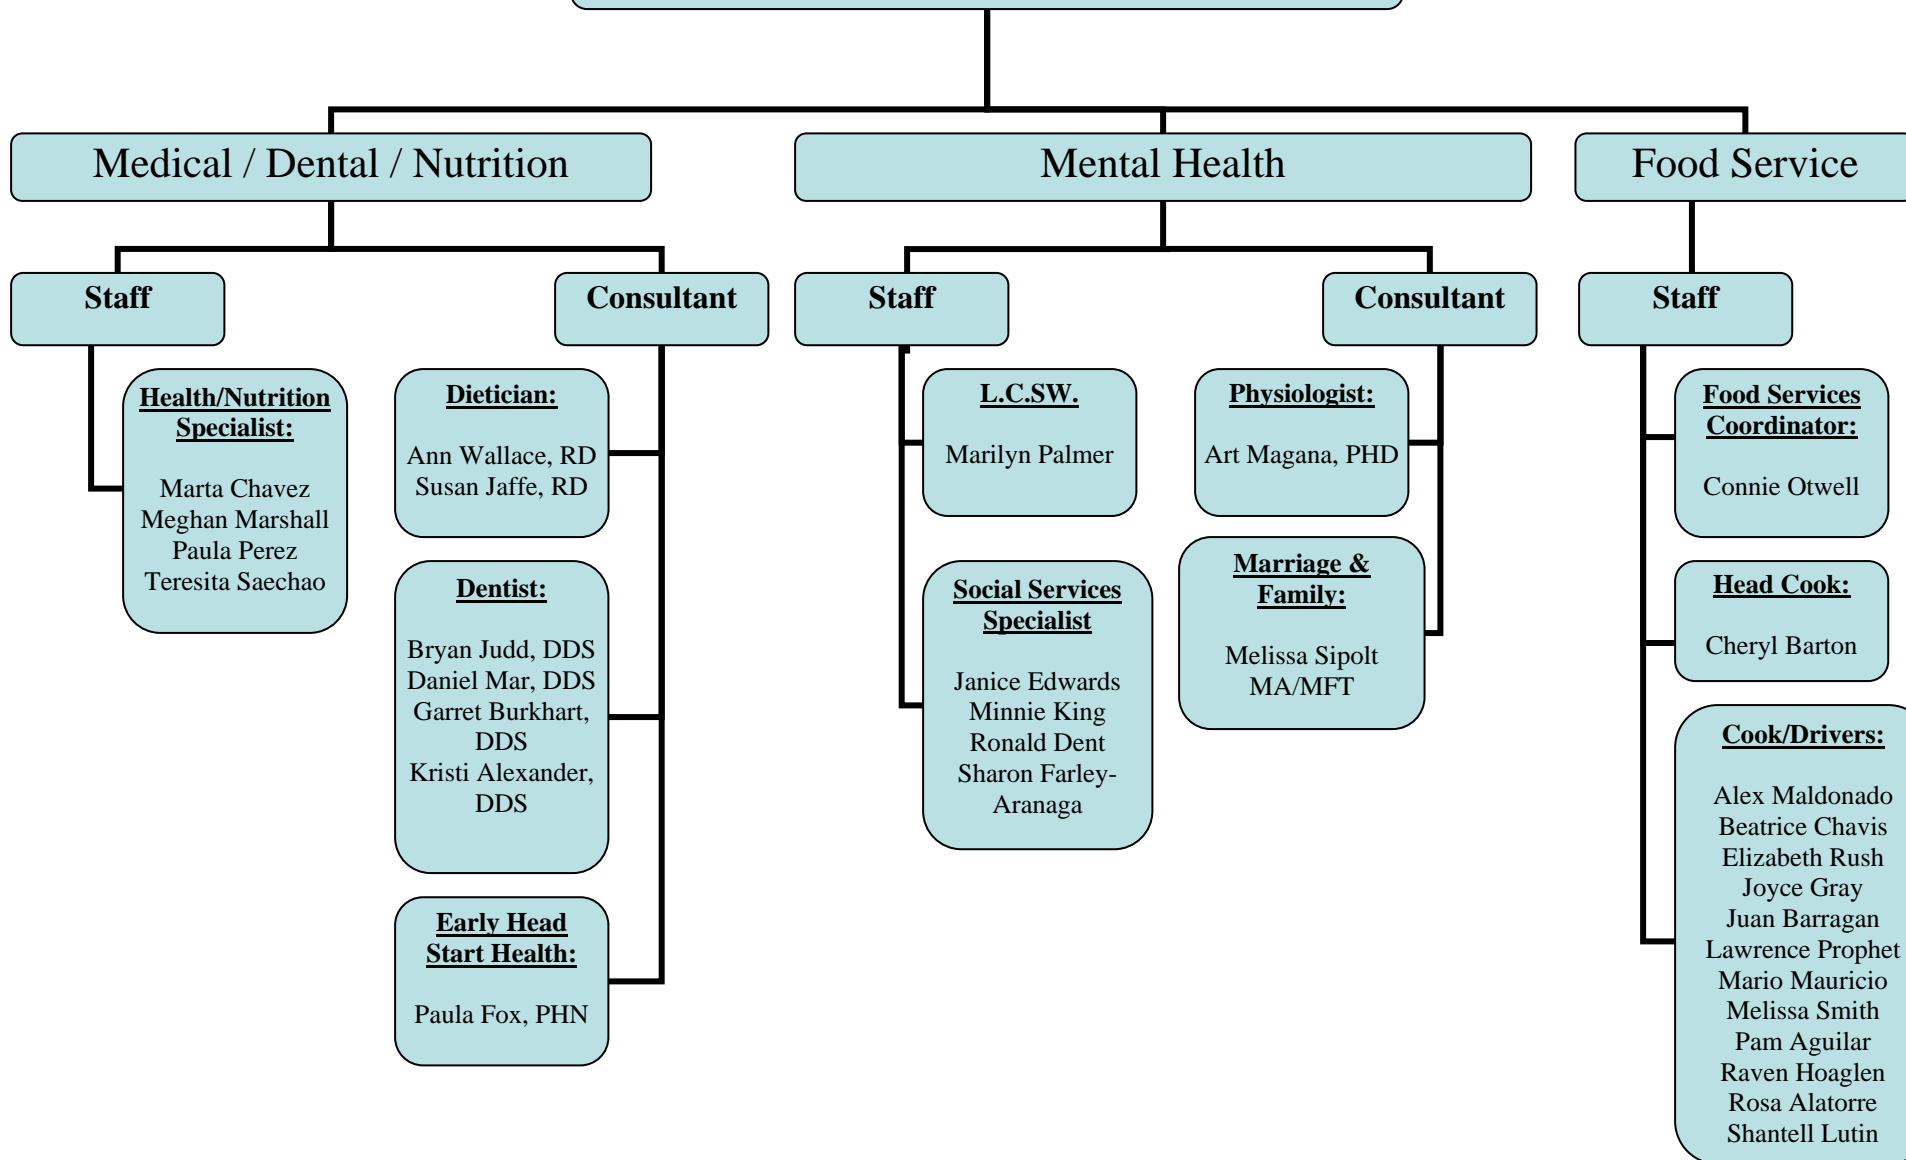 Medical / Dental / Nutrition
Staff
Health/Nutrition
Specialist:
Marta Chavez
Meghan Marshall
Paula Perez
Teresita Saechao
Consultant
Dietician:
Ann Wallace, RD
Susan Jaffe, RD
Dentist:
Bryan Judd, DDS
Daniel Mar, DDS
Garret Burkhart,
DDS
Kristi Alexander,
DDS
Early Head
Start Health:
Paula Fox, PHN
Mental Health
Staff
L.C.SW.
Marilyn Palmer
Social Services
Specialist
Janice Edwards
Minnie King
Ronald Dent
Sharon Farley-
Aranaga
Consultant
Physiologist:
Art Magana, PHD
Marriage &
Family:
Melissa Sipolt
MA/MFT
Food Service
Staff
Food Services
Coordinator:
Connie Otwell
Head Cook:
Cheryl Barton
Cook/Drivers:
Alex Maldonado
Beatrice Chavis
Elizabeth Rush
Joyce Gray
Juan Barragan
Lawrence Prophet
Mario Mauricio
Melissa Smith
Pam Aguilar
Raven Hoaglen
Rosa Alatorre
Shantell Lutin